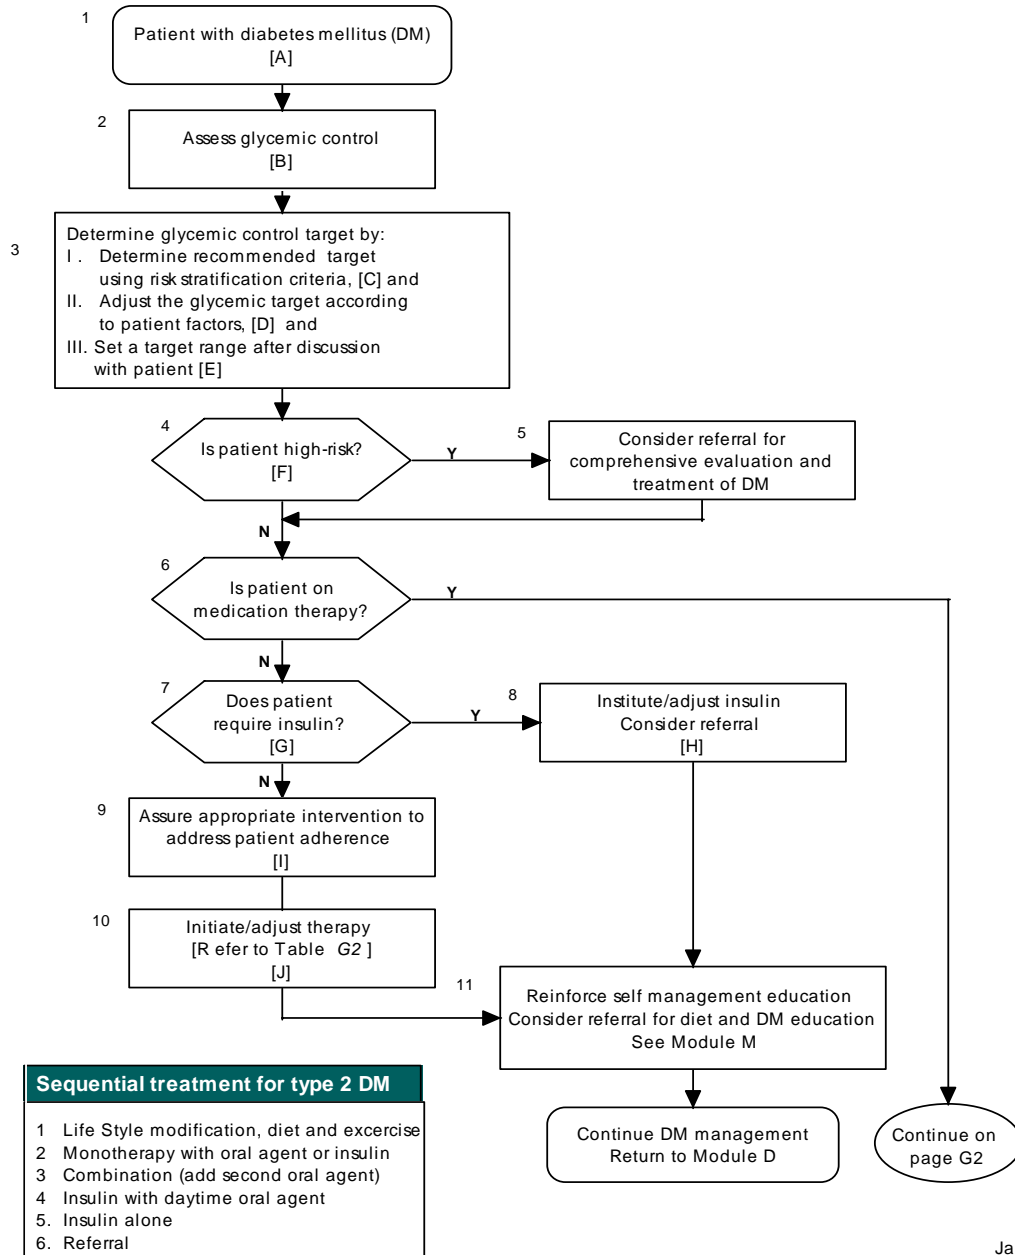 1
Patient with diabetes mellitus (DM)
[A]
2
Assess glycemic control
[B]
3
Determine glycemic control target by:
I . Determine recommended target
using risk stratification criteria, [C] and
II. Adjust the glycemic target according
to patient factors, [D] and
III. Set a target range after discussion
with patient [E]
4
Is patient high-risk?
[F]
Y
5
Consider referral for
comprehensive evaluation and
treatment of DM
N
6
Is patient on
medication therapy?
Y
N
7
Does patient
require insulin?
[G]
Y
8
Institute/adjust insulin
Consider referral
[H]
N
9
Assure appropriate intervention to
address patient adherence
[I]
10
Initiate/adjust therapy
[R efer to Table G2 ]
[J]
11
Reinforce self management education
Consider referral for diet and DM education
See Module M
Continue DM management
Return to Module D
Continue on
page G2
Sequential treatment for type 2 DM
1 Life Style modification, diet and excercise
2 Monotherapy with oral agent or insulin
3 Combination (add second oral agent)
4 Insulin with daytime oral agent
5. Insulin alone
6. Referral
Ja